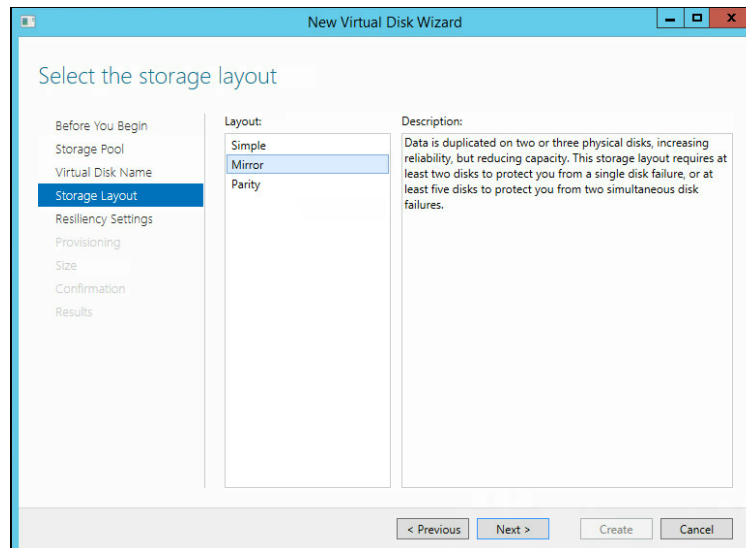 New Virtual Disk Wizard
Select the storage layout
Before You Begin
Storage Pool
Virtual Disk Name
Storage Layout
Resiliency Settings
Provisioning
Size
Confirmation
Results
Layout:
Simple
Mirror
Parity
Description:
Data is duplicated on two or three physical disks, increasing
reliability, but reducing capacity. This storage layout requires at
least two disks to protect you from a single disk failure, or at
least five disks to protect you from two simultaneous disk
failures.
< Previous
Next >
Create
Cancel